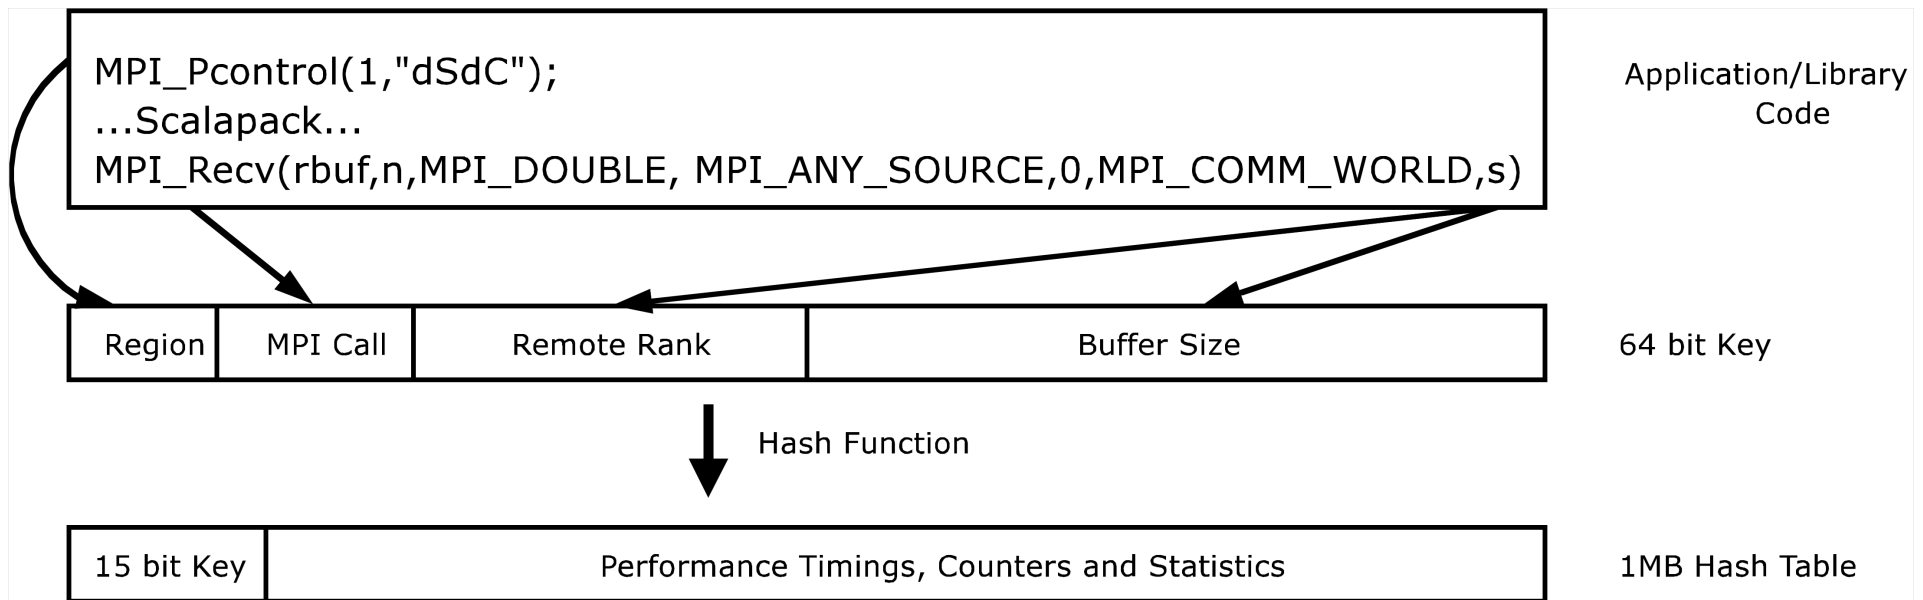 MPI_Pcontrol(1,"dSdC");
...Scalapack...
MPI_Recv(rbuf,n,MPI_DOUBLE, MPI_ANY_SOURCE,0,MPI_COMM_WORLD,s)
Application/Library
Code
Region
MPI Call
Remote Rank
Buffer Size
64 bit Key
Hash Function
15 bit Key
Performance Timings, Counters and Statistics
1MB Hash Table